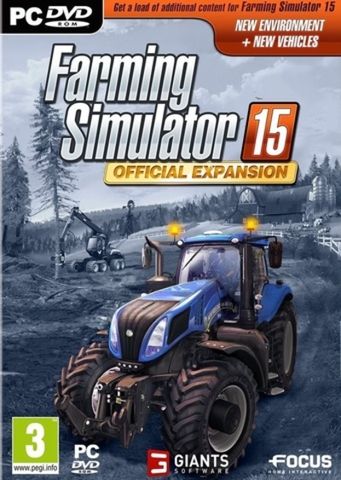 PC DVD
ROM
Get a load of additional content for Farming Simulator 15
NEW ENVIRONMENT
+ NEW VEHICLES
Farming
Simulator 15
OFFICIAL EXPANSION
3
www.pegi.info
PC
DVD
ROM
GIANTS
SOFTWARE
FOCUS
HOME INTERACTIVE